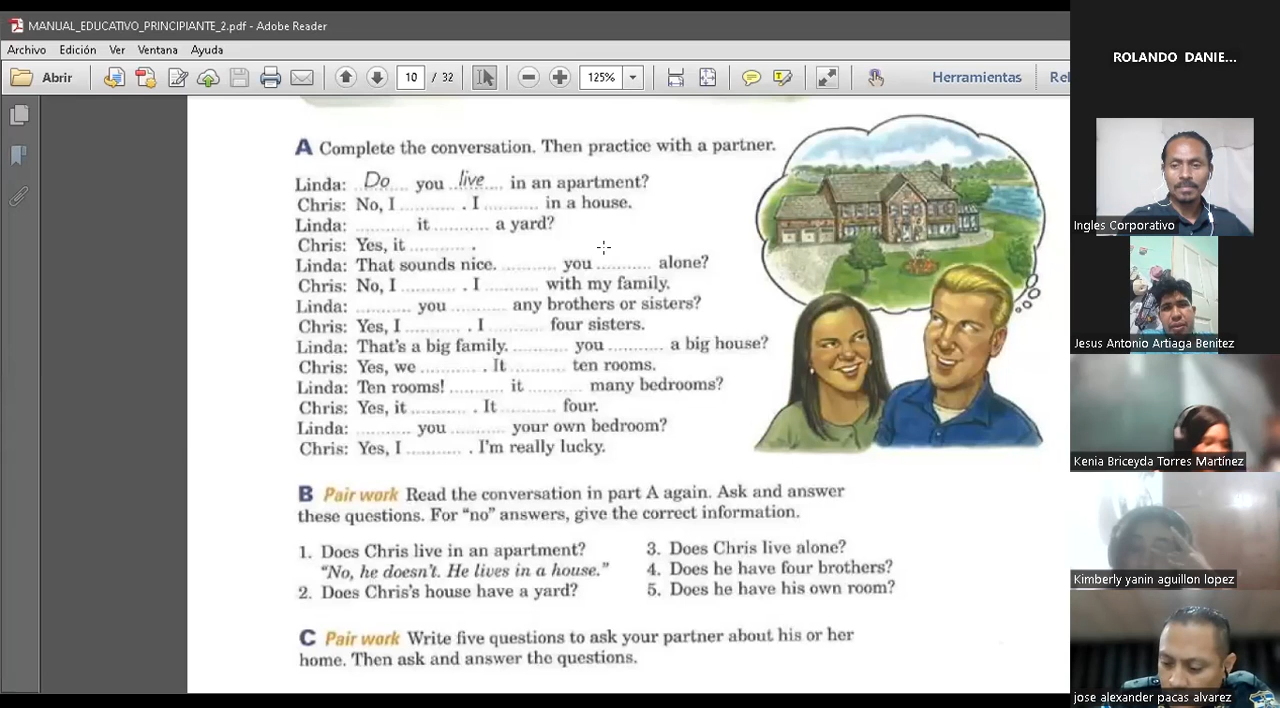 MANUAL_EDUCATIVO_PRINCIPIANTE_2.pdf - Adobe Reader
Archivo Edición Ver Ventana Ayuda
Abrir 10 / 32 125% Herramientas Rel
A Complete the conversation. Then practice with a partner.
Linda: Do you live in an apartment?
Chris: No, I .......... . I .......... in a house.
Linda: .......... it .......... a yard?
Chris: Yes, it .......... .
Linda: That sounds nice. .......... you .......... alone?
Chris: No, I .......... . I .......... with my family.
Linda: .......... you .......... any brothers or sisters?
Chris: Yes, I .......... . I .......... four sisters.
Linda: That's a big family. .......... you .......... a big house?
Chris: Yes, we .......... . It .......... ten rooms.
Linda: Ten rooms! .......... it .......... many bedrooms?
Chris: Yes, it .......... . It .......... four.
Linda: .......... you .......... your own bedroom?
Chris: Yes, I .......... . I'm really lucky.
B Pair work Read the conversation in part A again. Ask and answer
these questions. For "no" answers, give the correct information.
1. Does Chris live in an apartment?
"No, he doesn't. He lives in a house."
2. Does Chris's house have a yard?
3. Does Chris live alone?
4. Does he have four brothers?
5. Does he have his own room?
C Pair work Write five questions to ask your partner about his or her
home. Then ask and answer the questions.
ROLANDO DANIE...
Ingles Corporativo
Jesus Antonio Artiaga Benitez
Kenia Briceyda Torres Martínez
Kimberly yanin aguillon lopez
jose alexander pacas alvarez